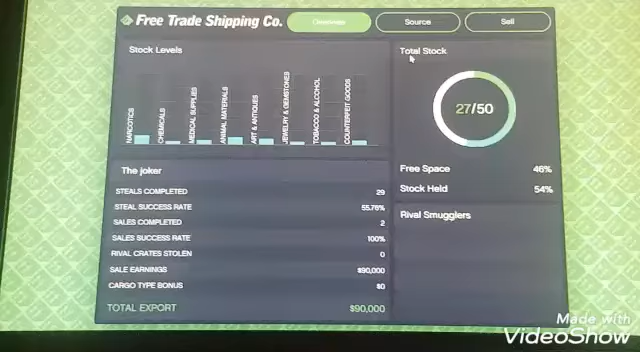 Free Trade Shipping Co.
Overview
Source
Sell
Stock Levels
NARCOTICS
CHEMICALS
MEDICAL SUPPLIES
ANIMAL MATERIALS
ART & ANTIQUES
JEWELRY & GEMSTONES
TOBACCO & ALCOHOL
COUNTERFEIT GOODS
Total Stock
27/50
Free Space 46%
Stock Held 54%
The joker
STEALS COMPLETED 29
STEAL SUCCESS RATE 55.76%
SALES COMPLETED 2
SALES SUCCESS RATE 100%
RIVAL CRATES STOLEN 0
SALE EARNINGS $90,000
CARGO TYPE BONUS $0
TOTAL EXPORT $90,000
Rival Smugglers
Made with
VideoShow